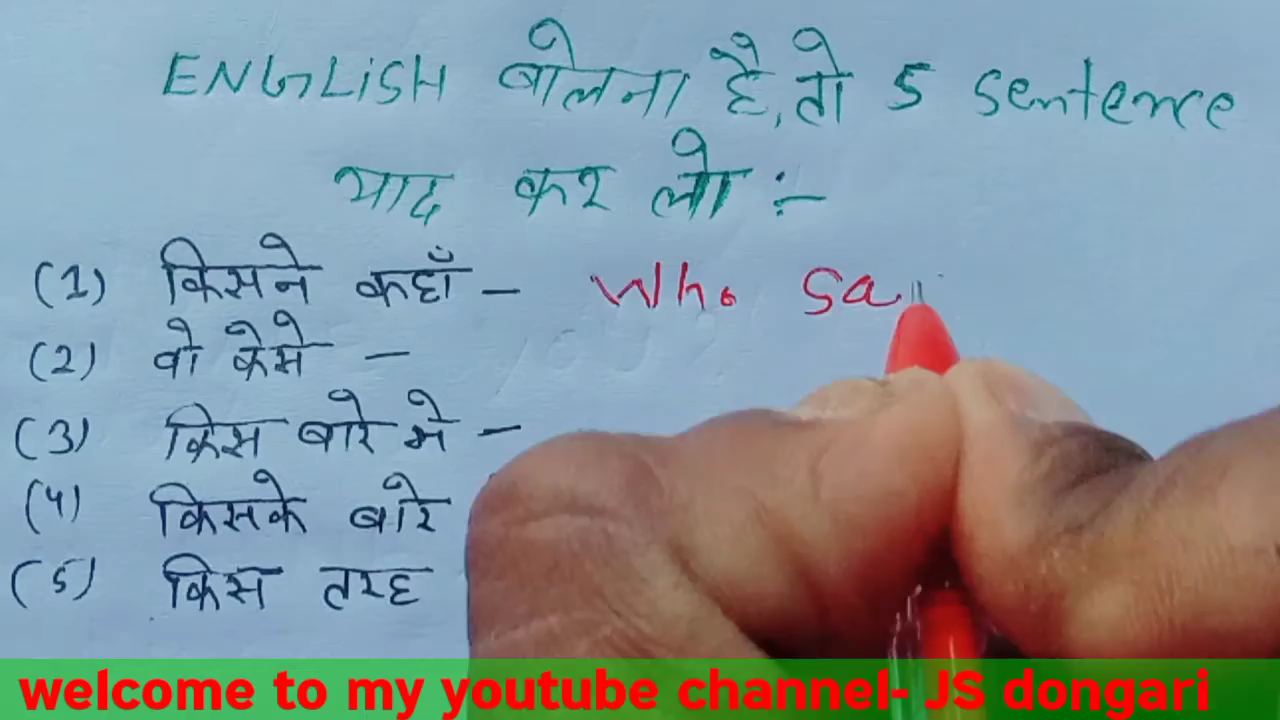 ENGLiSH बोलना है, तो 5 sentence
याद कर लो :-
(1) किसने कहाँ - Who sa
(2) वो केसे -
(3) किस बारे मे -
(4) किसके बारे
(5) किस तरह
welcome to my youtube channel- JS dongari